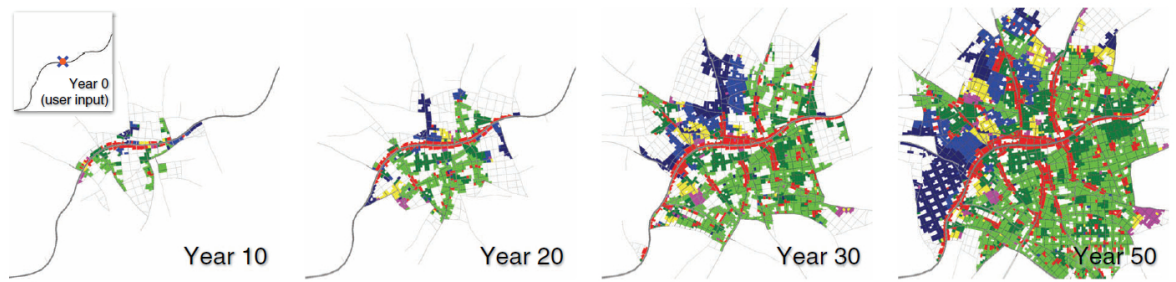 Year 0
(user input)
Year 10
Year 20
Year 30
Year 50